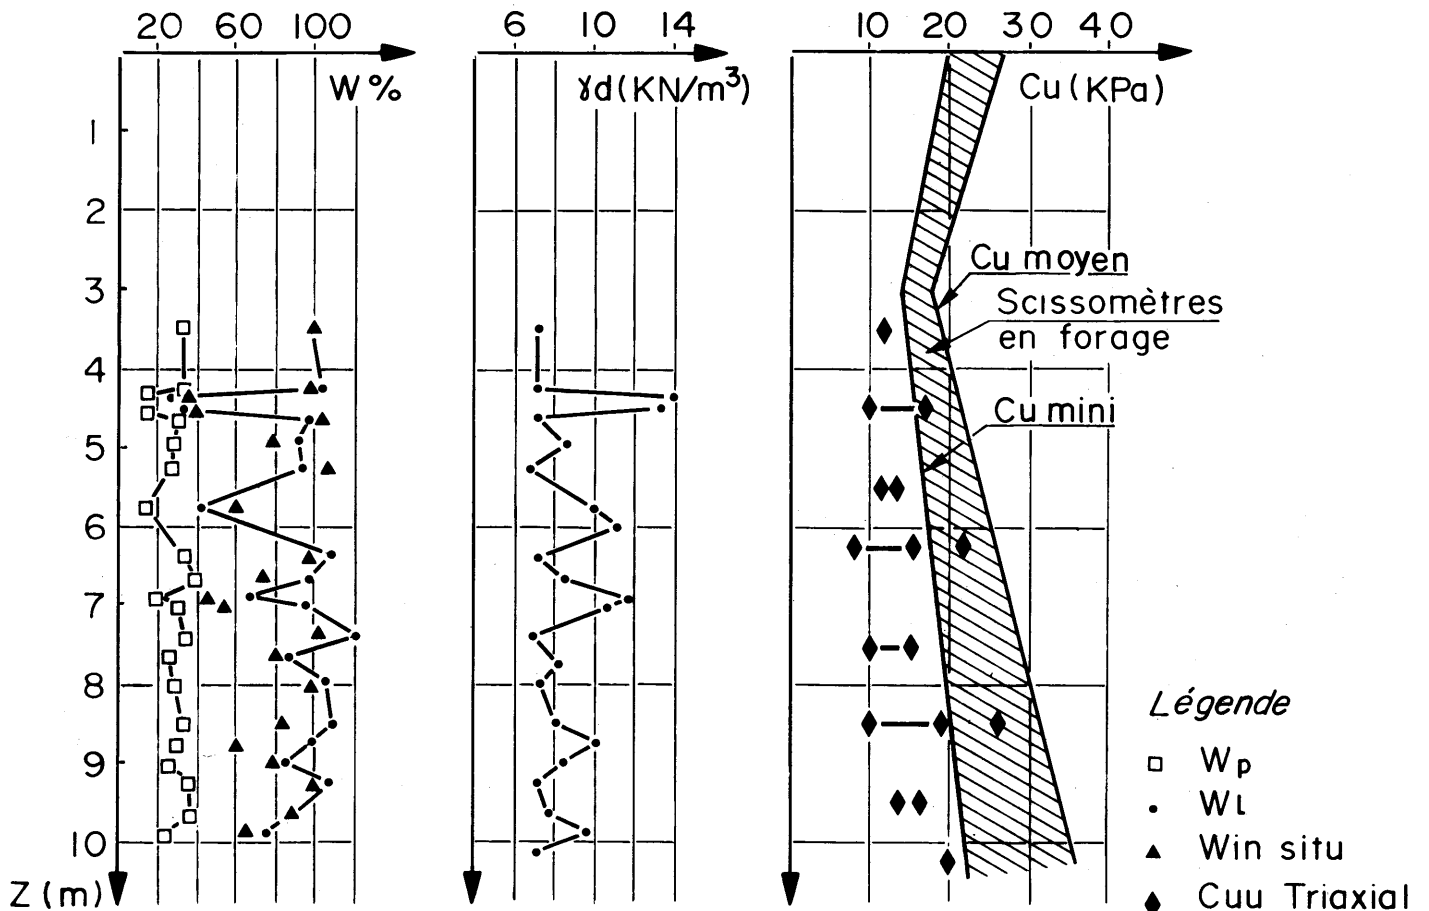 20 60 100
W%
6 10 14
γd(KN/m³)
10 20 30 40
Cu(KPa)
1
2
3
4
5
6
7
8
9
10
Z(m)
Cu moyen
Scissomètres
en forage
Cu mini
Légende
Wp
Wl
Win situ
Cuu Triaxial